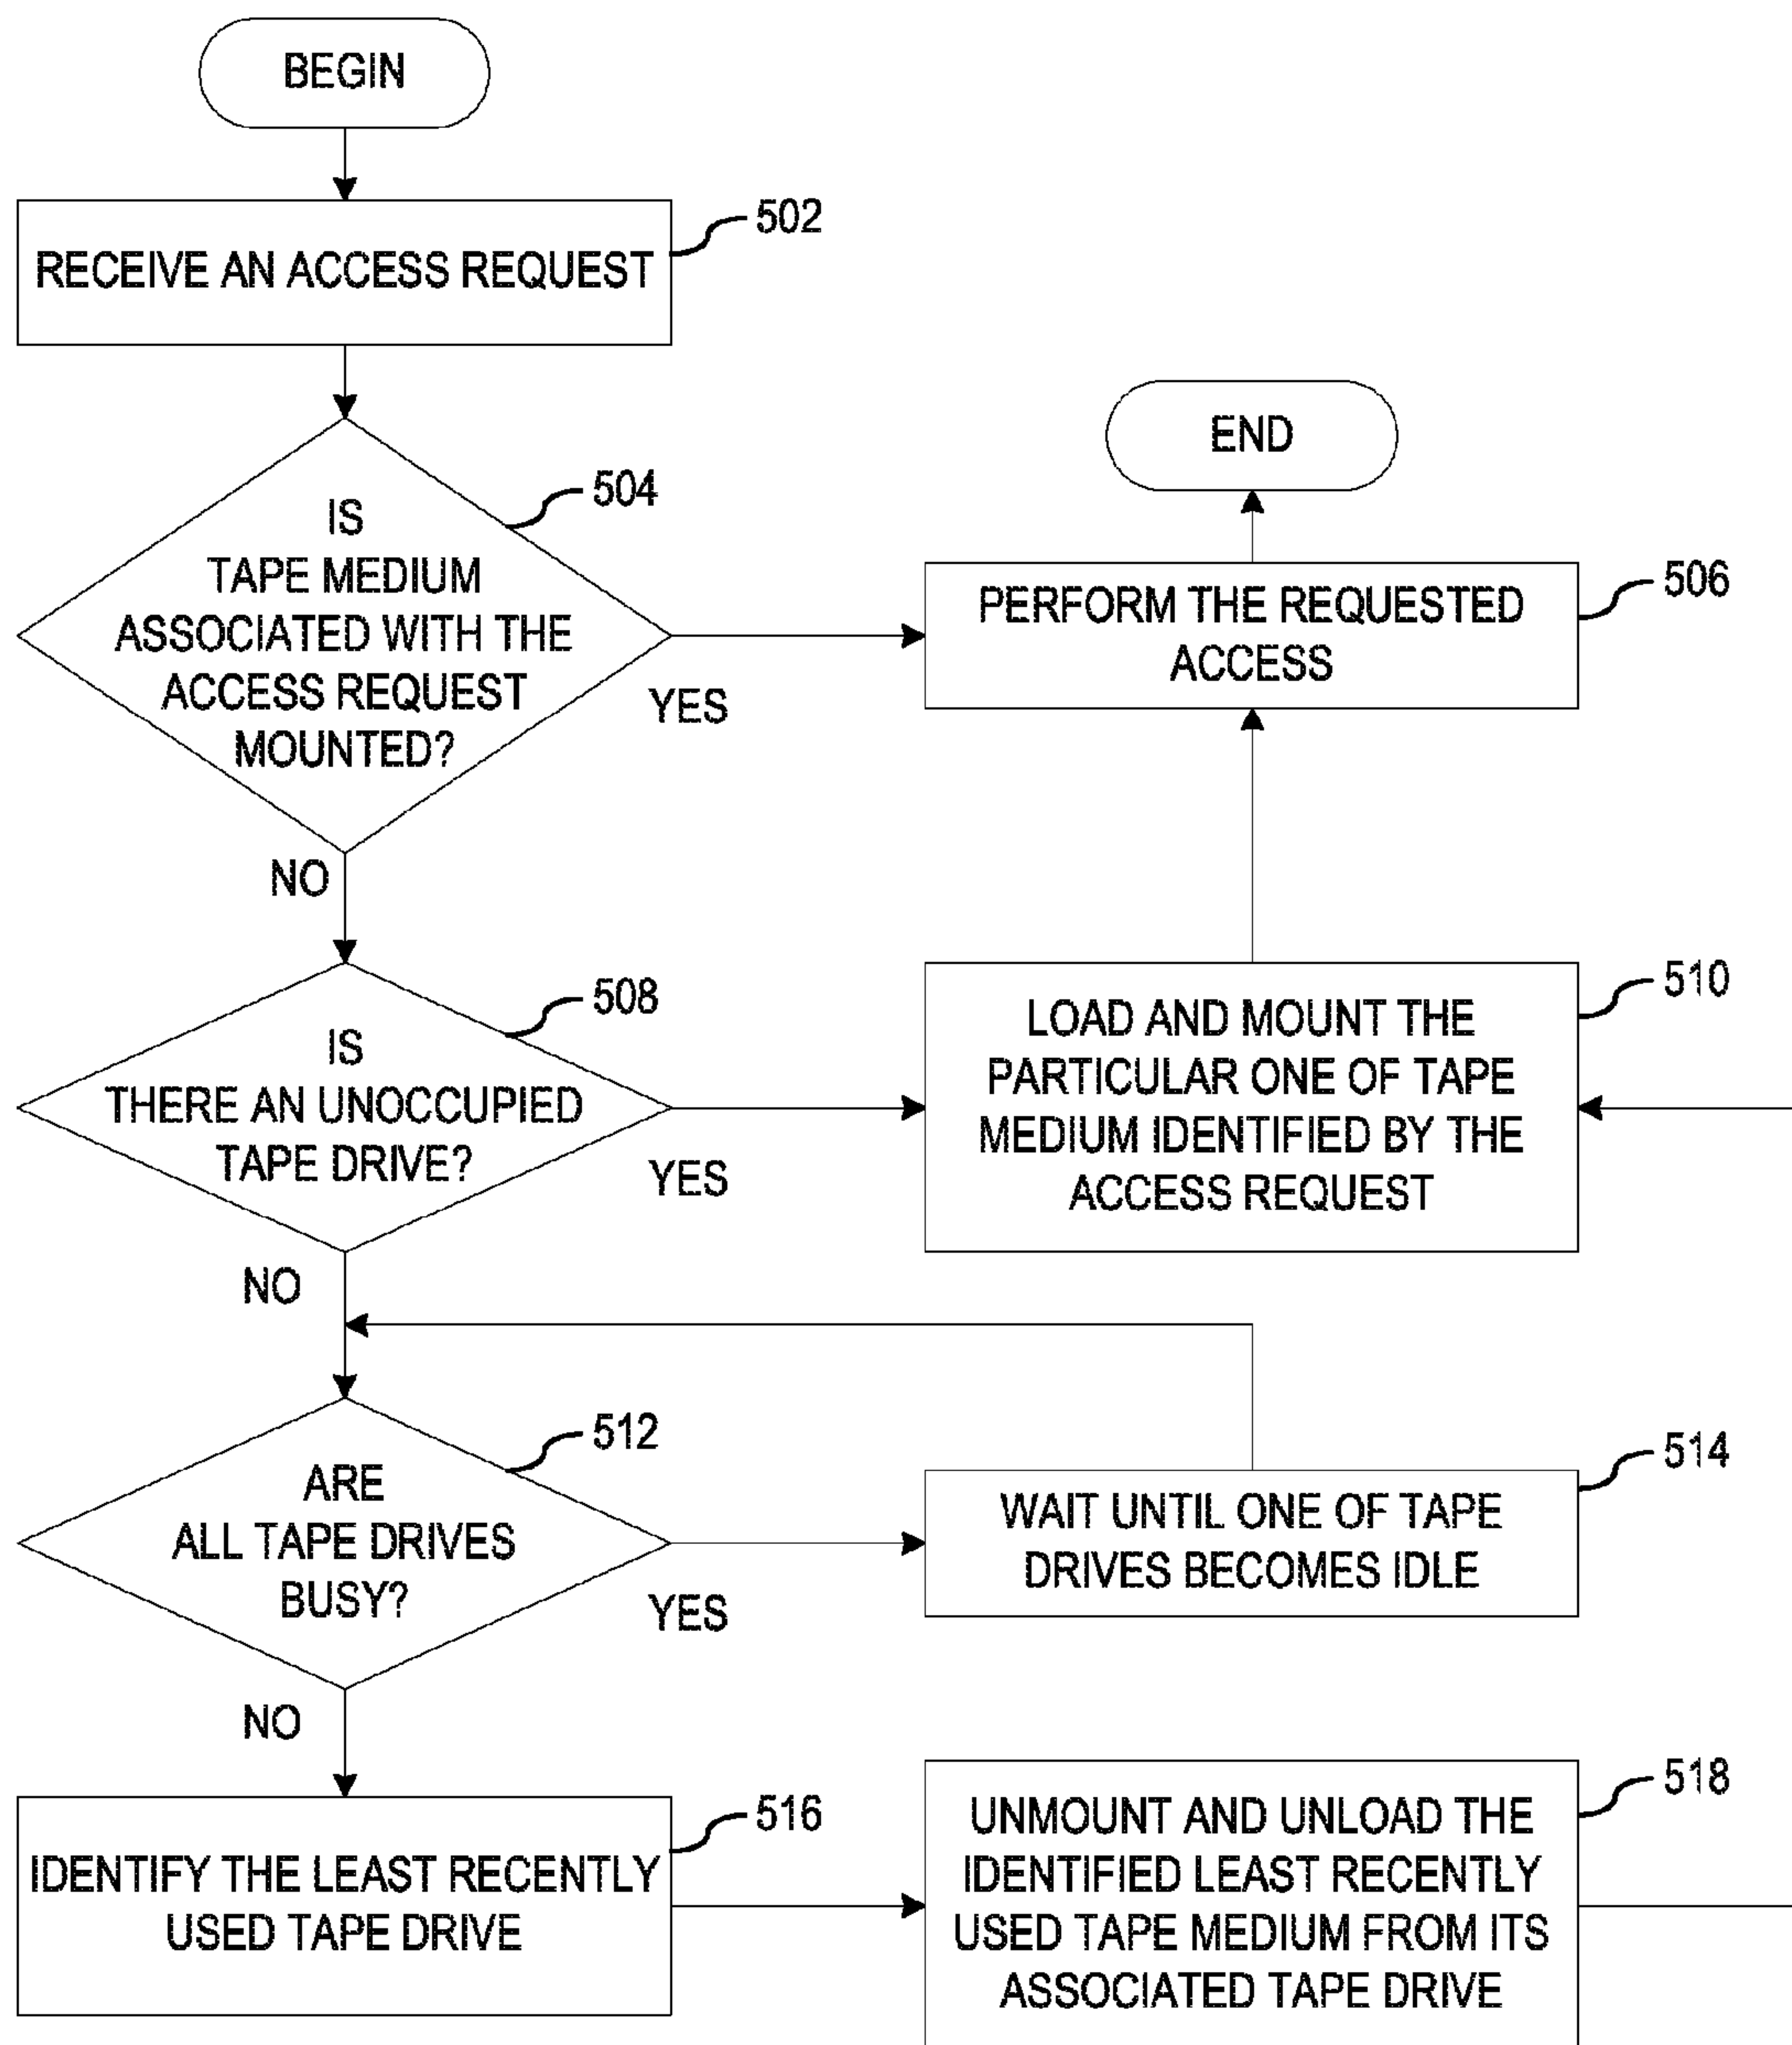 BEGIN
502
RECEIVE AN ACCESS REQUEST
504
IS
TAPE MEDIUM
ASSOCIATED WITH THE
ACCESS REQUEST
MOUNTED?
YES
NO
END
506
PERFORM THE REQUESTED
ACCESS
508
IS
THERE AN UNOCCUPIED
TAPE DRIVE?
YES
NO
510
LOAD AND MOUNT THE
PARTICULAR ONE OF TAPE
MEDIUM IDENTIFIED BY THE
ACCESS REQUEST
512
ARE
ALL TAPE DRIVES
BUSY?
YES
NO
514
WAIT UNTIL ONE OF TAPE
DRIVES BECOMES IDLE
516
IDENTIFY THE LEAST RECENTLY
USED TAPE DRIVE
518
UNMOUNT AND UNLOAD THE
IDENTIFIED LEAST RECENTLY
USED TAPE MEDIUM FROM ITS
ASSOCIATED TAPE DRIVE